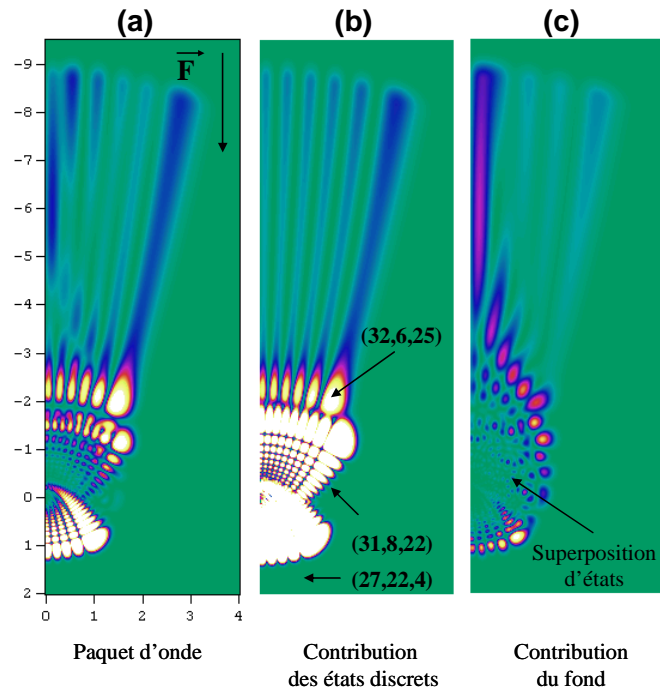 (a) (b) (c)
F
-9
-8
-7
-6
-5
-4
-3
-2
-1
0
1
2
0 1 2 3 4
(32,6,25)
(31,8,22)
(27,22,4)
Superposition
d'états
Paquet d'onde
Contribution
des états discrets
Contribution
du fond